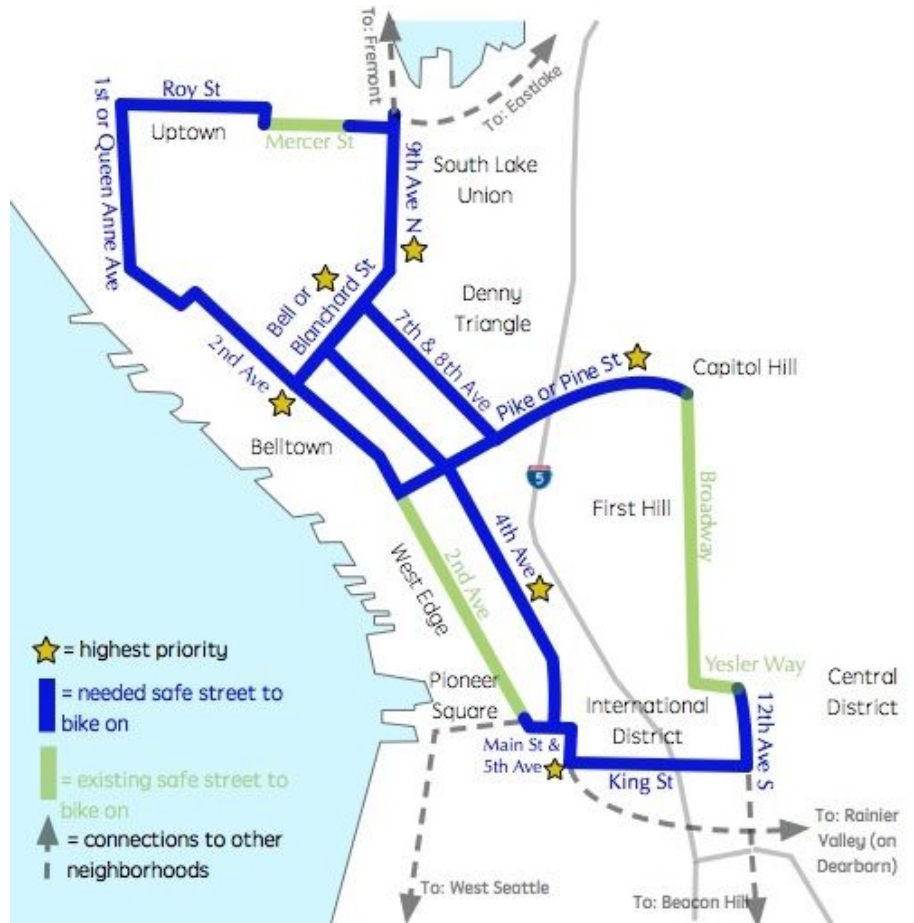 To: Fremont
To: Eastlake
Roy St
Uptown
Mercer St
1st or Queen Anne Ave
9th Ave N
South Lake
Union
Bell or
Blanchard St
Denny
Triangle
7th & 8th Ave
2nd Ave
Pike or Pine St
Capitol Hill
Belltown
5
First Hill
Broadway
4th Ave
West Edge
2nd Ave
= highest priority
= needed safe street to
bike on
= existing safe street to
bike on
= connections to other
neighborhoods
Pioneer
Square
Yesler Way
International
District
Central
District
12th Ave S
Main St &
5th Ave
King St
To: Rainier
Valley (on
Dearborn)
To: West Seattle
To: Beacon Hill